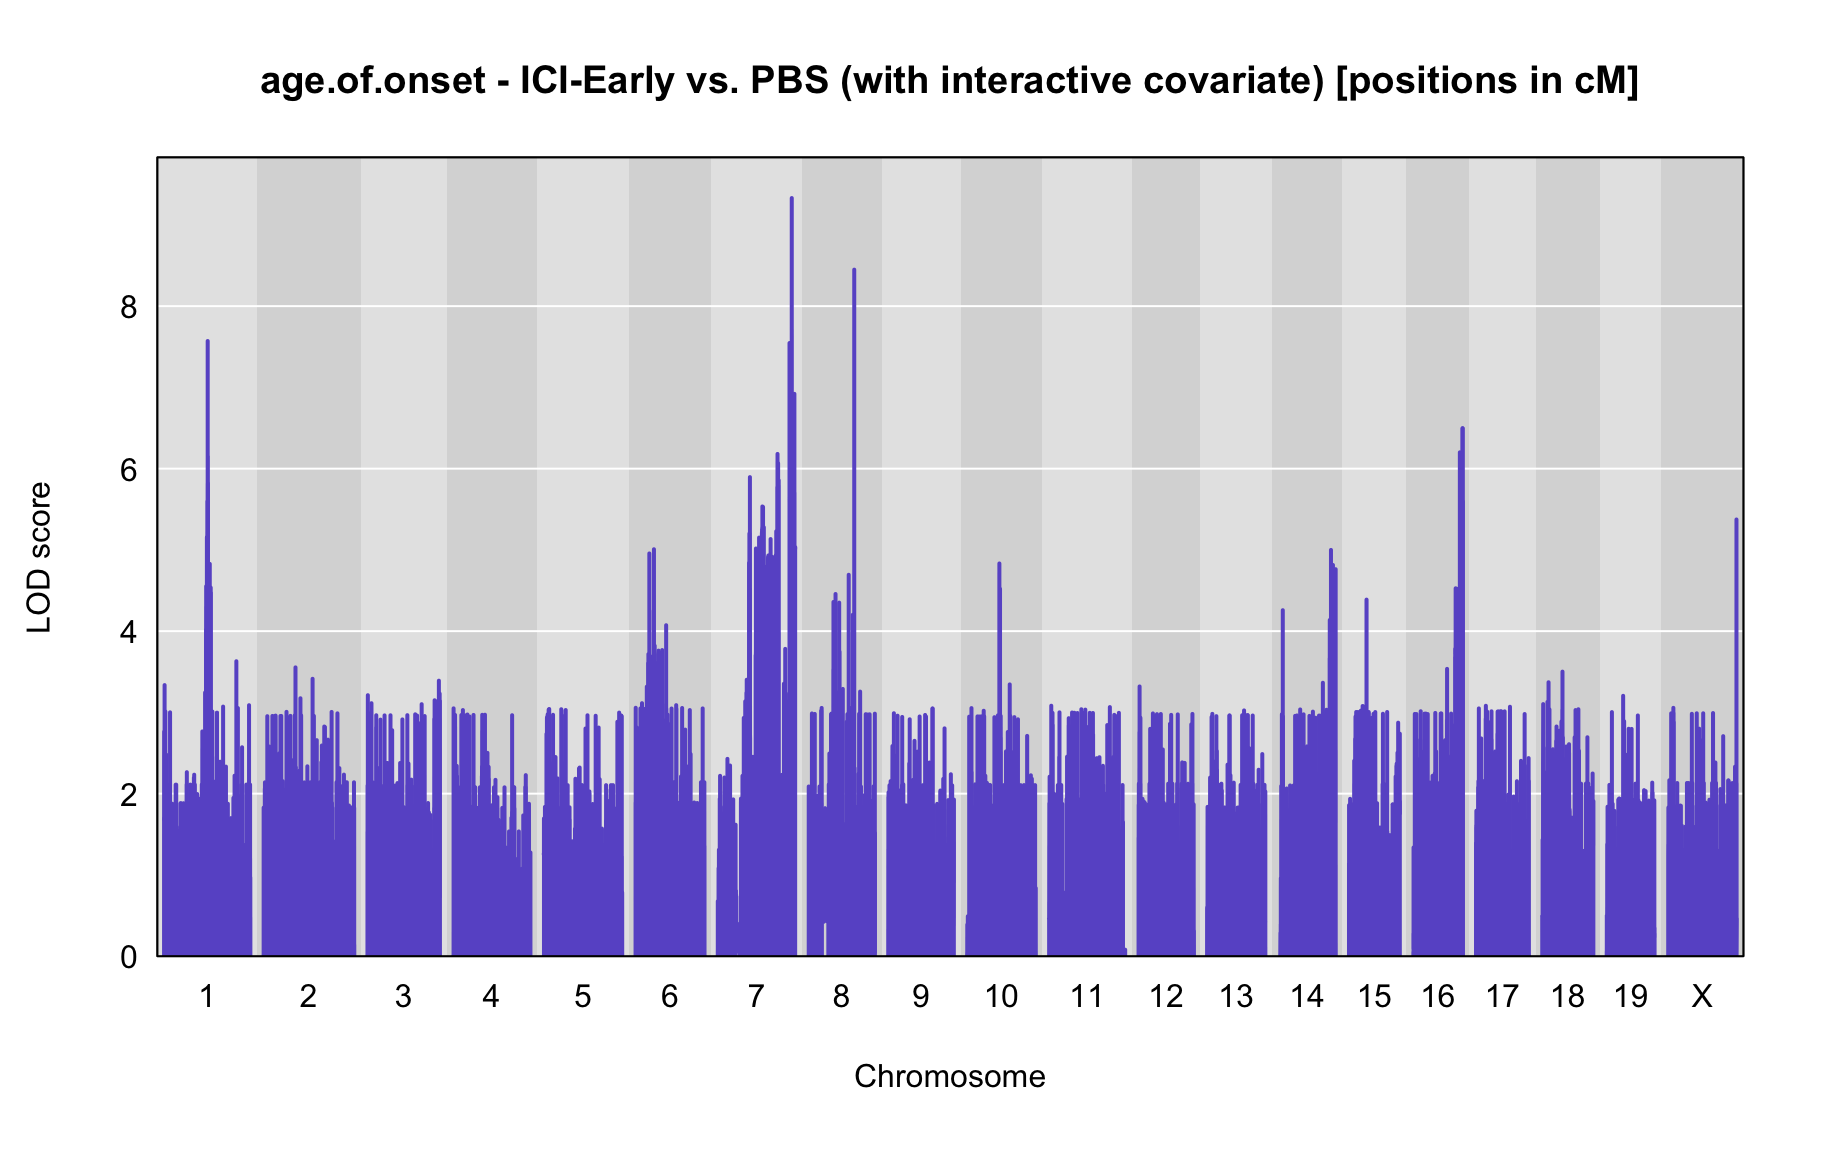 age.of.onset - ICI-Early vs. PBS (with interactive covariate) [positions in cM]
LOD score
8
6
4
2
0
1 2 3 4 5 6 7 8 9 10 11 12 13 14 15 16 17 18 19 X
Chromosome